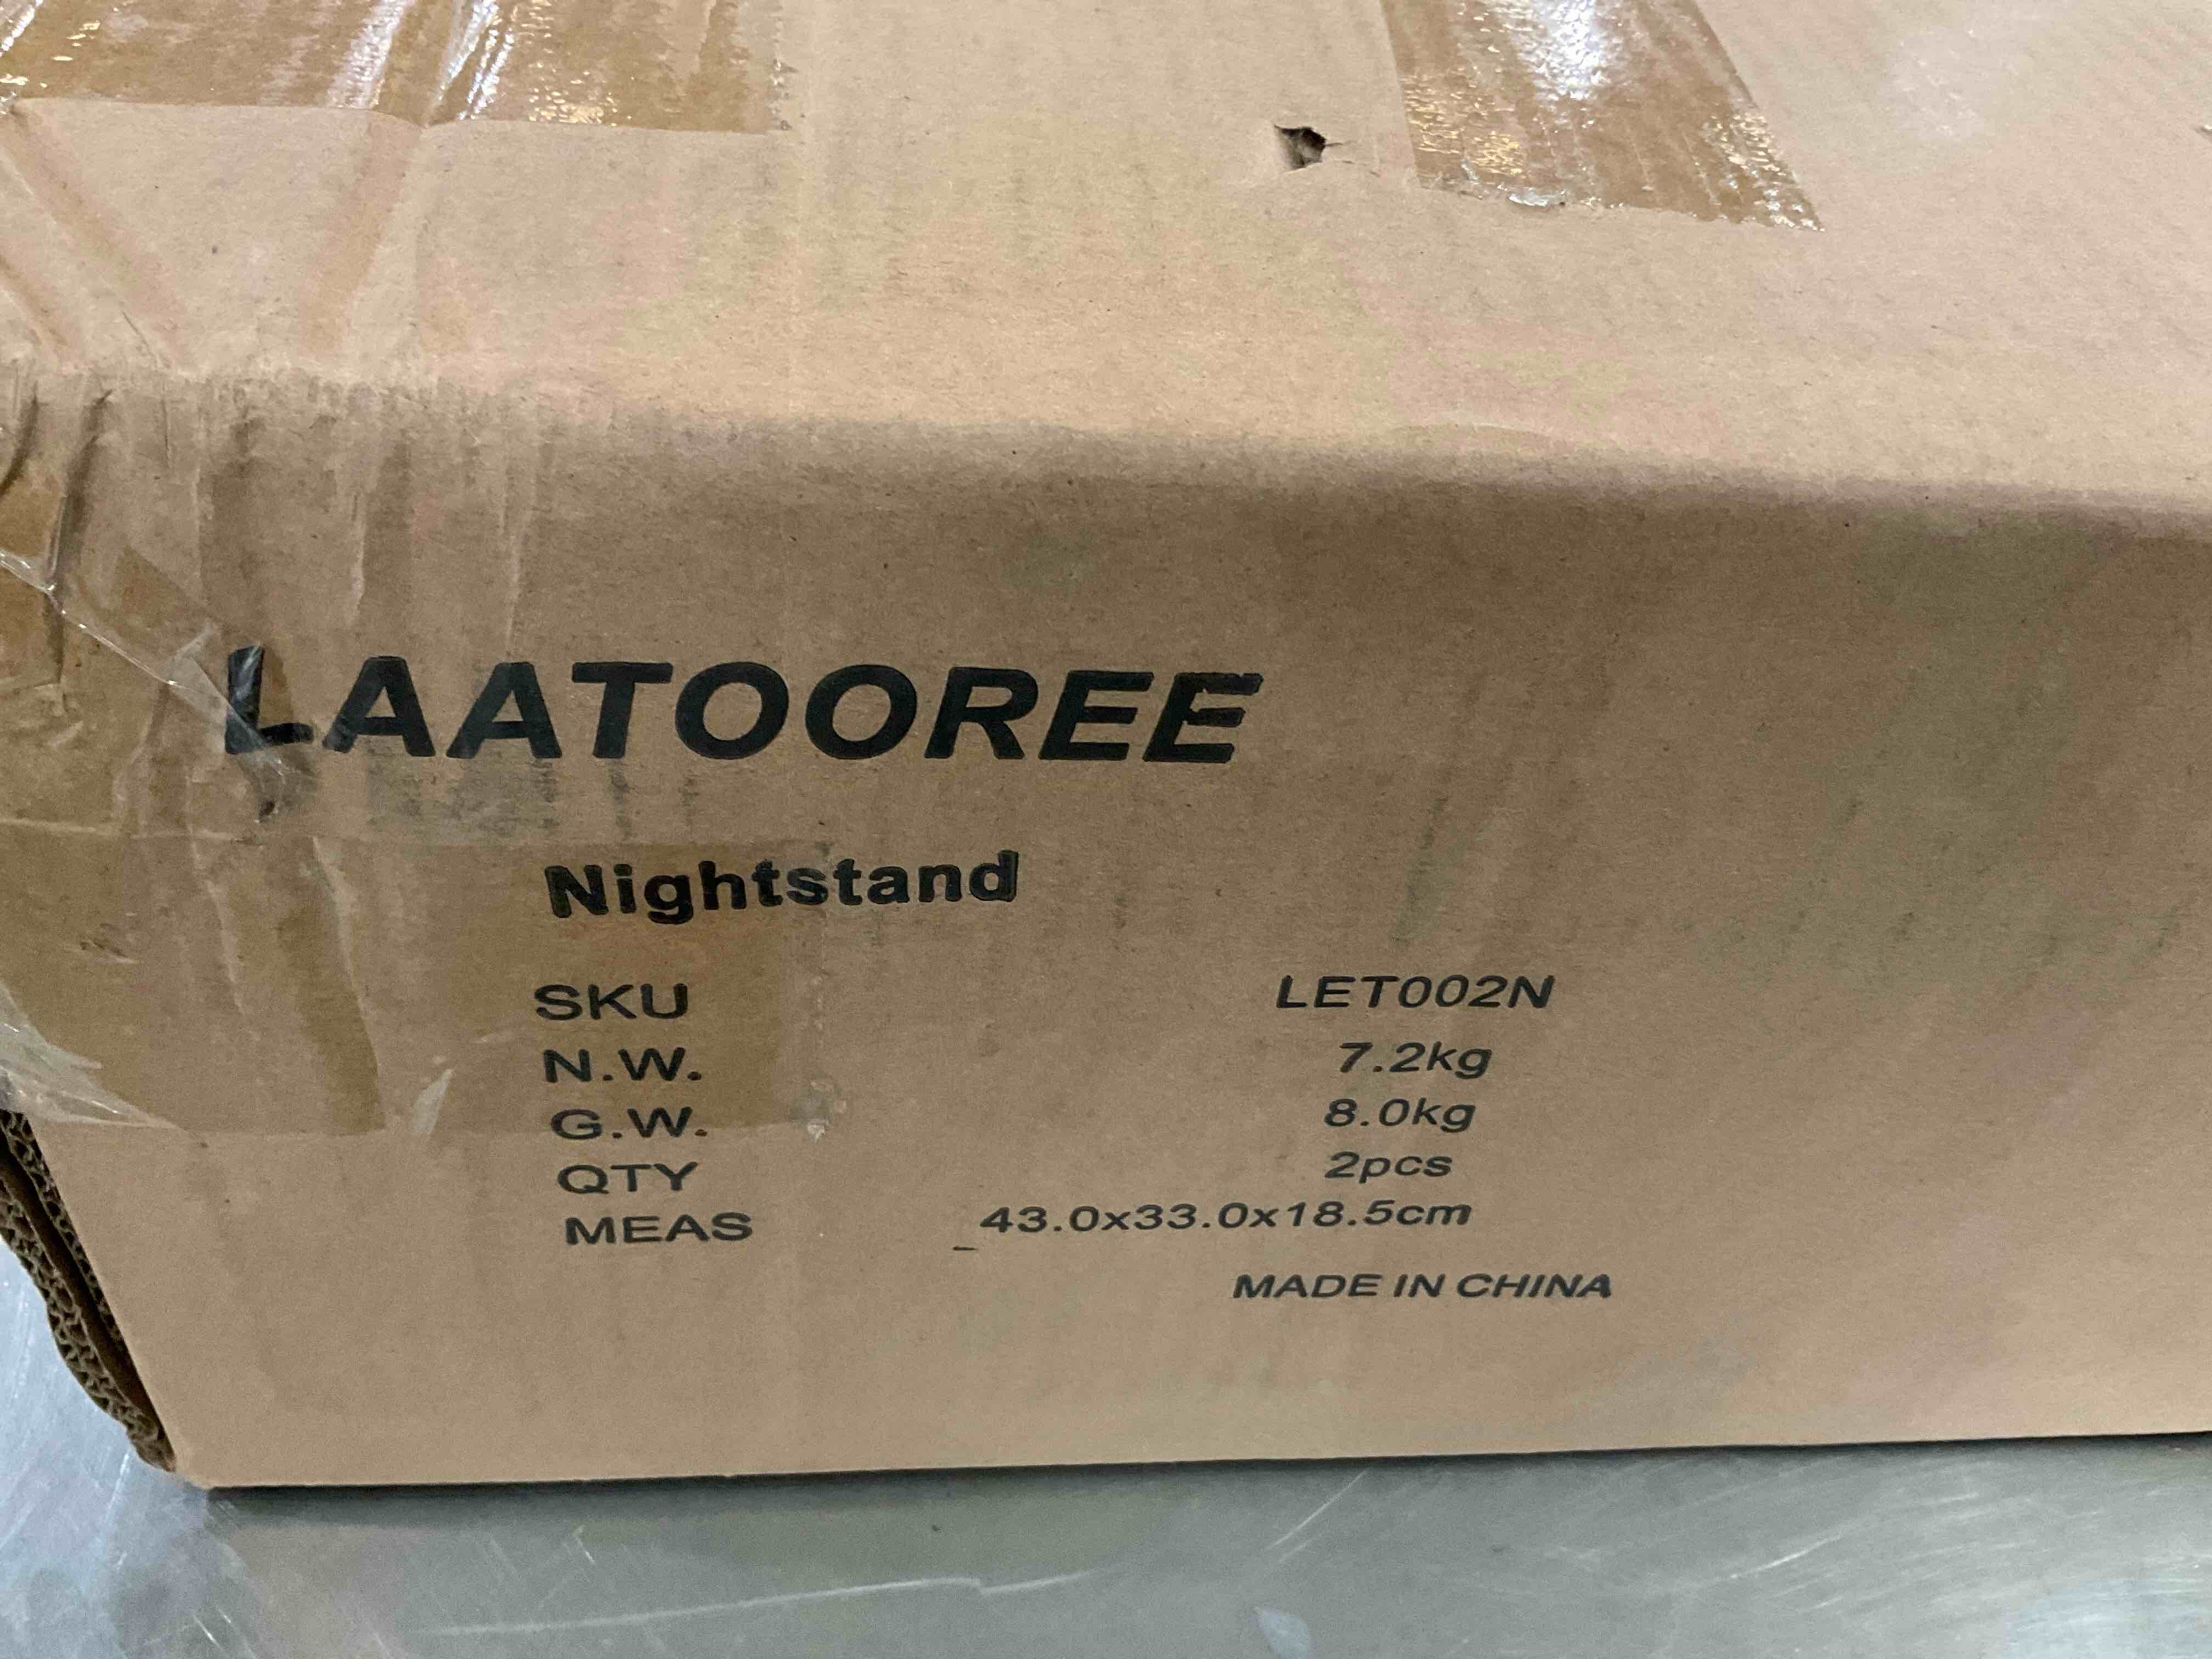 LAATOOREE
Nightstand
SKU LET002N
N.W. 7.2kg
G.W. 8.0kg
QTY 2pcs
MEAS 43.0x33.0x18.5cm
MADE IN CHINA